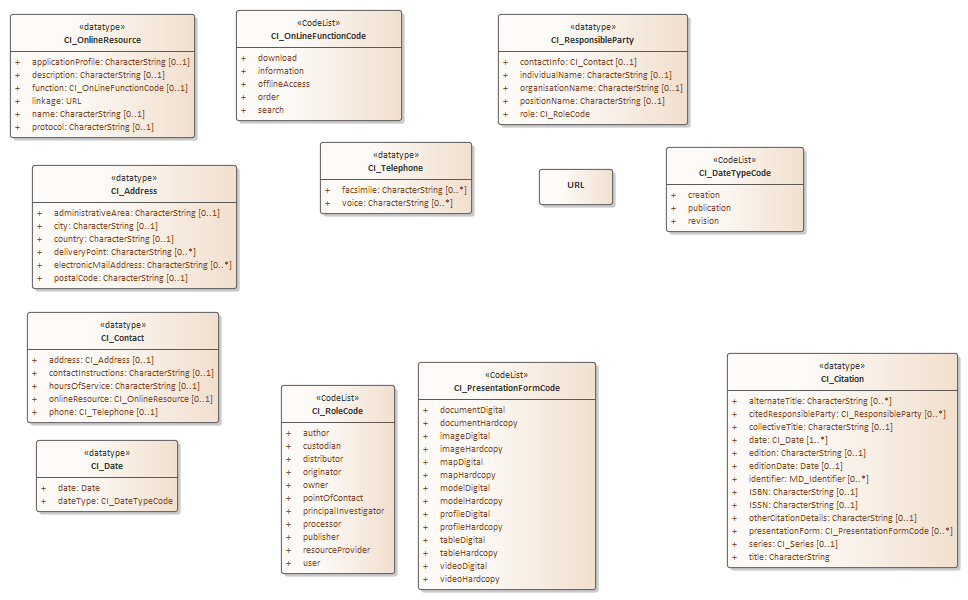 «datatype»
CI_OnlineResource
+ applicationProfile: CharacterString [0..1]
+ description: CharacterString [0..1]
+ function: CI_OnLineFunctionCode [0..1]
+ linkage: URL
+ name: CharacterString [0..1]
+ protocol: CharacterString [0..1]
«CodeList»
CI_OnLineFunctionCode
+ download
+ information
+ offlineAccess
+ order
+ search
«datatype»
CI_ResponsibleParty
+ contactInfo: CI_Contact [0..1]
+ individualName: CharacterString [0..1]
+ organisationName: CharacterString [0..1]
+ positionName: CharacterString [0..1]
+ role: CI_RoleCode
«datatype»
CI_Address
+ administrativeArea: CharacterString [0..1]
+ city: CharacterString [0..1]
+ country: CharacterString [0..1]
+ deliveryPoint: CharacterString [0..*]
+ electronicMailAddress: CharacterString [0..*]
+ postalCode: CharacterString [0..1]
«datatype»
CI_Telephone
+ facsimile: CharacterString [0..*]
+ voice: CharacterString [0..*]
URL
«CodeList»
CI_DateTypeCode
+ creation
+ publication
+ revision
«datatype»
CI_Contact
+ address: CI_Address [0..1]
+ contactInstructions: CharacterString [0..1]
+ hoursOfService: CharacterString [0..1]
+ onlineResource: CI_OnlineResource [0..1]
+ phone: CI_Telephone [0..1]
«datatype»
CI_Date
+ date: Date
+ dateType: CI_DateTypeCode
«CodeList»
CI_RoleCode
+ author
+ custodian
+ distributor
+ originator
+ owner
+ pointOfContact
+ principalInvestigator
+ processor
+ publisher
+ resourceProvider
+ user
«CodeList»
CI_PresentationFormCode
+ documentDigital
+ documentHardcopy
+ imageDigital
+ imageHardcopy
+ mapDigital
+ mapHardcopy
+ modelDigital
+ modelHardcopy
+ profileDigital
+ profileHardcopy
+ tableDigital
+ tableHardcopy
+ videoDigital
+ videoHardcopy
«datatype»
CI_Citation
+ alternateTitle: CharacterString [0..*]
+ citedResponsibleParty: CI_ResponsibleParty [0..*]
+ collectiveTitle: CharacterString [0..1]
+ date: CI_Date [1..*]
+ edition: CharacterString [0..1]
+ editionDate: Date [0..1]
+ identifier: MD_Identifier [0..*]
+ ISBN: CharacterString [0..1]
+ ISSN: CharacterString [0..1]
+ otherCitationDetails: CharacterString [0..1]
+ presentationForm: CI_PresentationFormCode [0..*]
+ series: CI_Series [0..1]
+ title: CharacterString